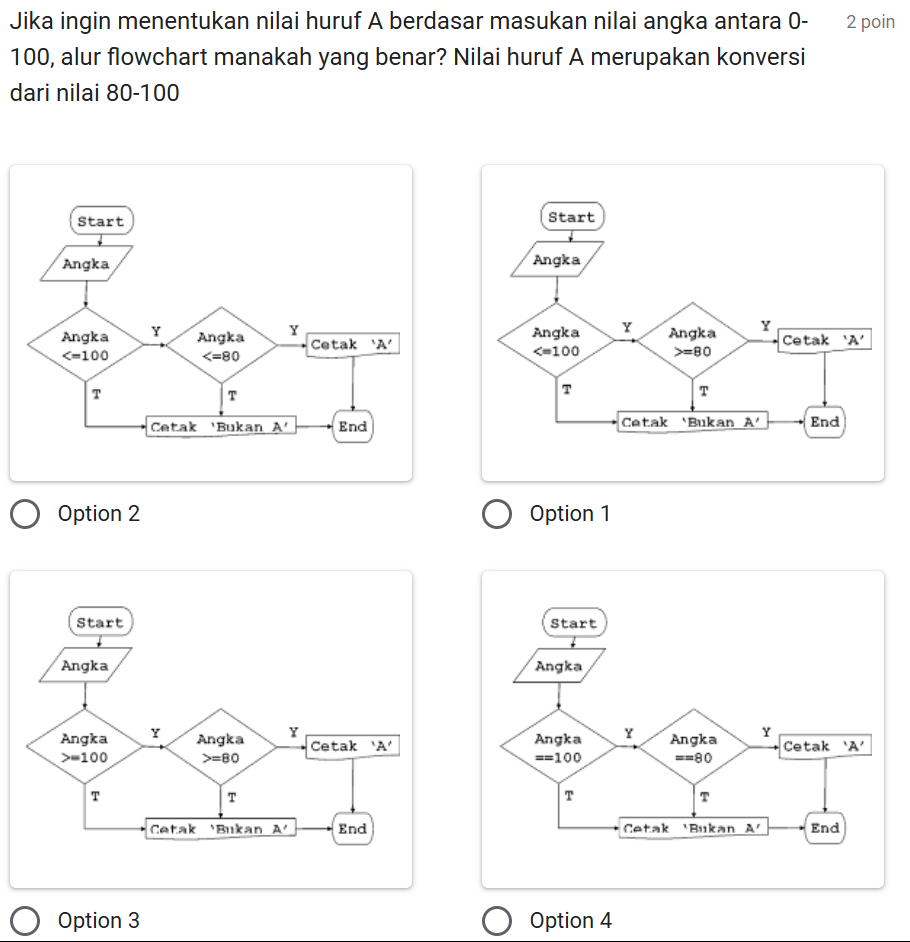 Jika ingin menentukan nilai huruf A berdasar masukan nilai angka antara 0-
100, alur flowchart manakah yang benar? Nilai huruf A merupakan konversi
dari nilai 80-100
2 poin
Start
Angka
Angka
<=100
Y
Angka
<=80
Y
Cetak 'A'
T
T
Cetak 'Bukan A'
End
Option 2
Start
Angka
Angka
<=100
Y
Angka
>=80
Y
Cetak 'A'
T
T
Cetak 'Bukan A'
End
Option 1
Start
Angka
Angka
>=100
Y
Angka
>=80
Y
Cetak 'A'
T
T
Cetak 'Bukan A'
End
Option 3
Start
Angka
Angka
==100
Y
Angka
==80
Y
Cetak 'A'
T
T
Cetak 'Bukan A'
End
Option 4